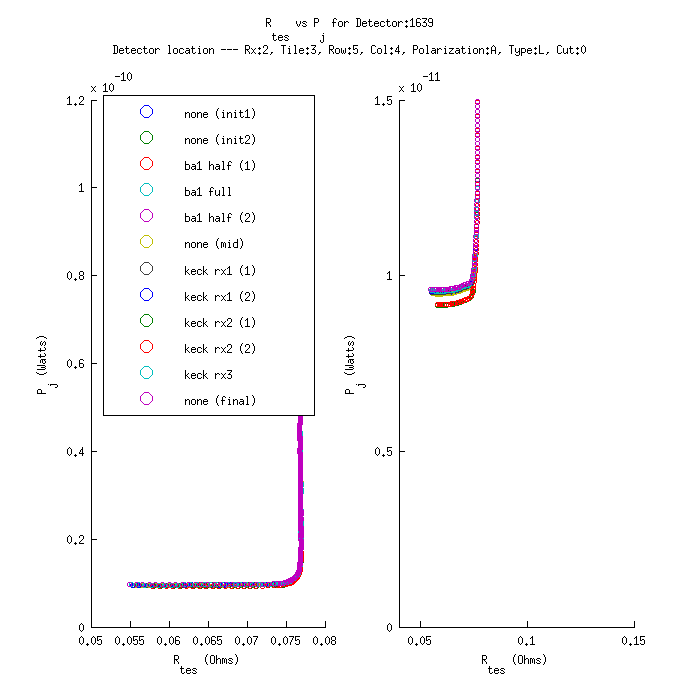 R tes vs P j for Detector:1639
Detector location --- Rx:2, Tile:3, Row:5, Col:4, Polarization:A, Type:L, Cut:0
x 10^-10
1.2
1
0.8
0.6
0.4
0.2
0
P j (Watts)
none (init1)
none (init2)
ba1 half (1)
ba1 full
ba1 half (2)
none (mid)
keck rx1 (1)
keck rx1 (2)
keck rx2 (1)
keck rx2 (2)
keck rx3
none (final)
0.05 0.055 0.06 0.065 0.07 0.075 0.08
R tes (Ohms)
x 10^-11
1.5
1
0.5
0
P j (Watts)
0.05 0.1 0.15
R tes (Ohms)